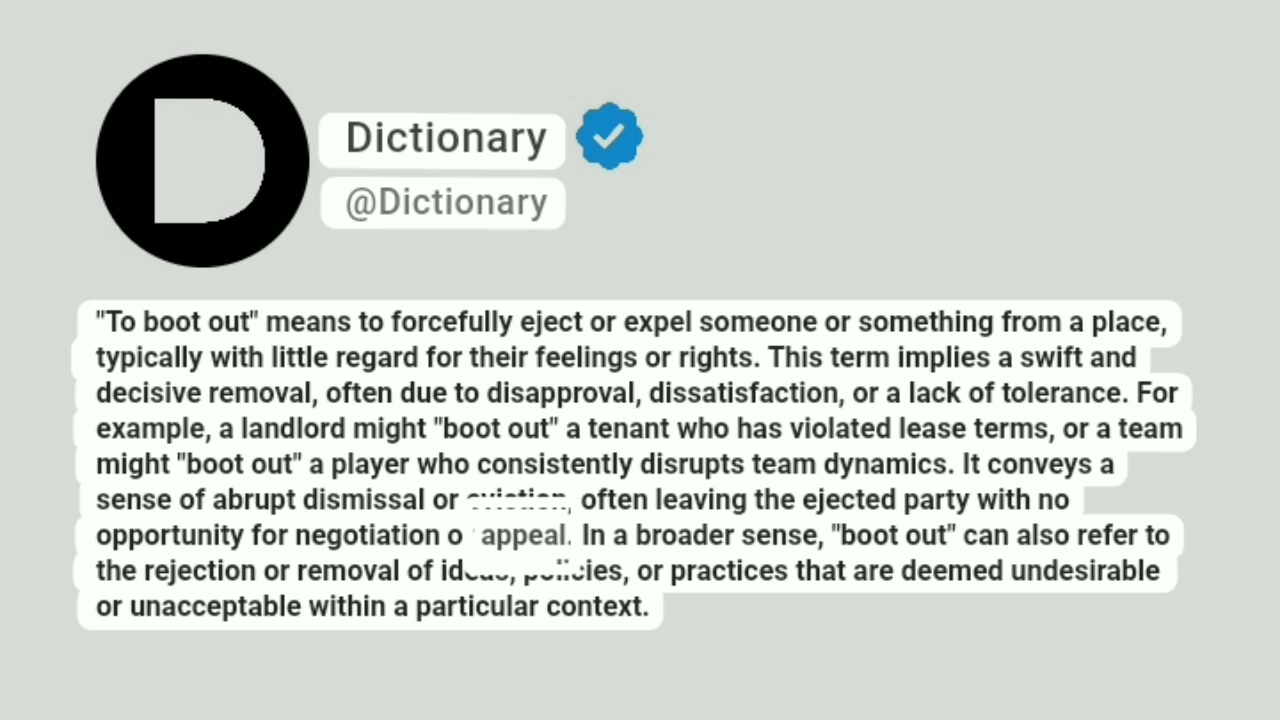 D
Dictionary
@Dictionary
"To boot out" means to forcefully eject or expel someone or something from a place,
typically with little regard for their feelings or rights. This term implies a swift and
decisive removal, often due to disapproval, dissatisfaction, or a lack of tolerance. For
example, a landlord might "boot out" a tenant who has violated lease terms, or a team
might "boot out" a player who consistently disrupts team dynamics. It conveys a
sense of abrupt dismissal or eviction, often leaving the ejected party with no
opportunity for negotiation o appeal. In a broader sense, "boot out" can also refer to
the rejection or removal of ideas, policies, or practices that are deemed undesirable
or unacceptable within a particular context.